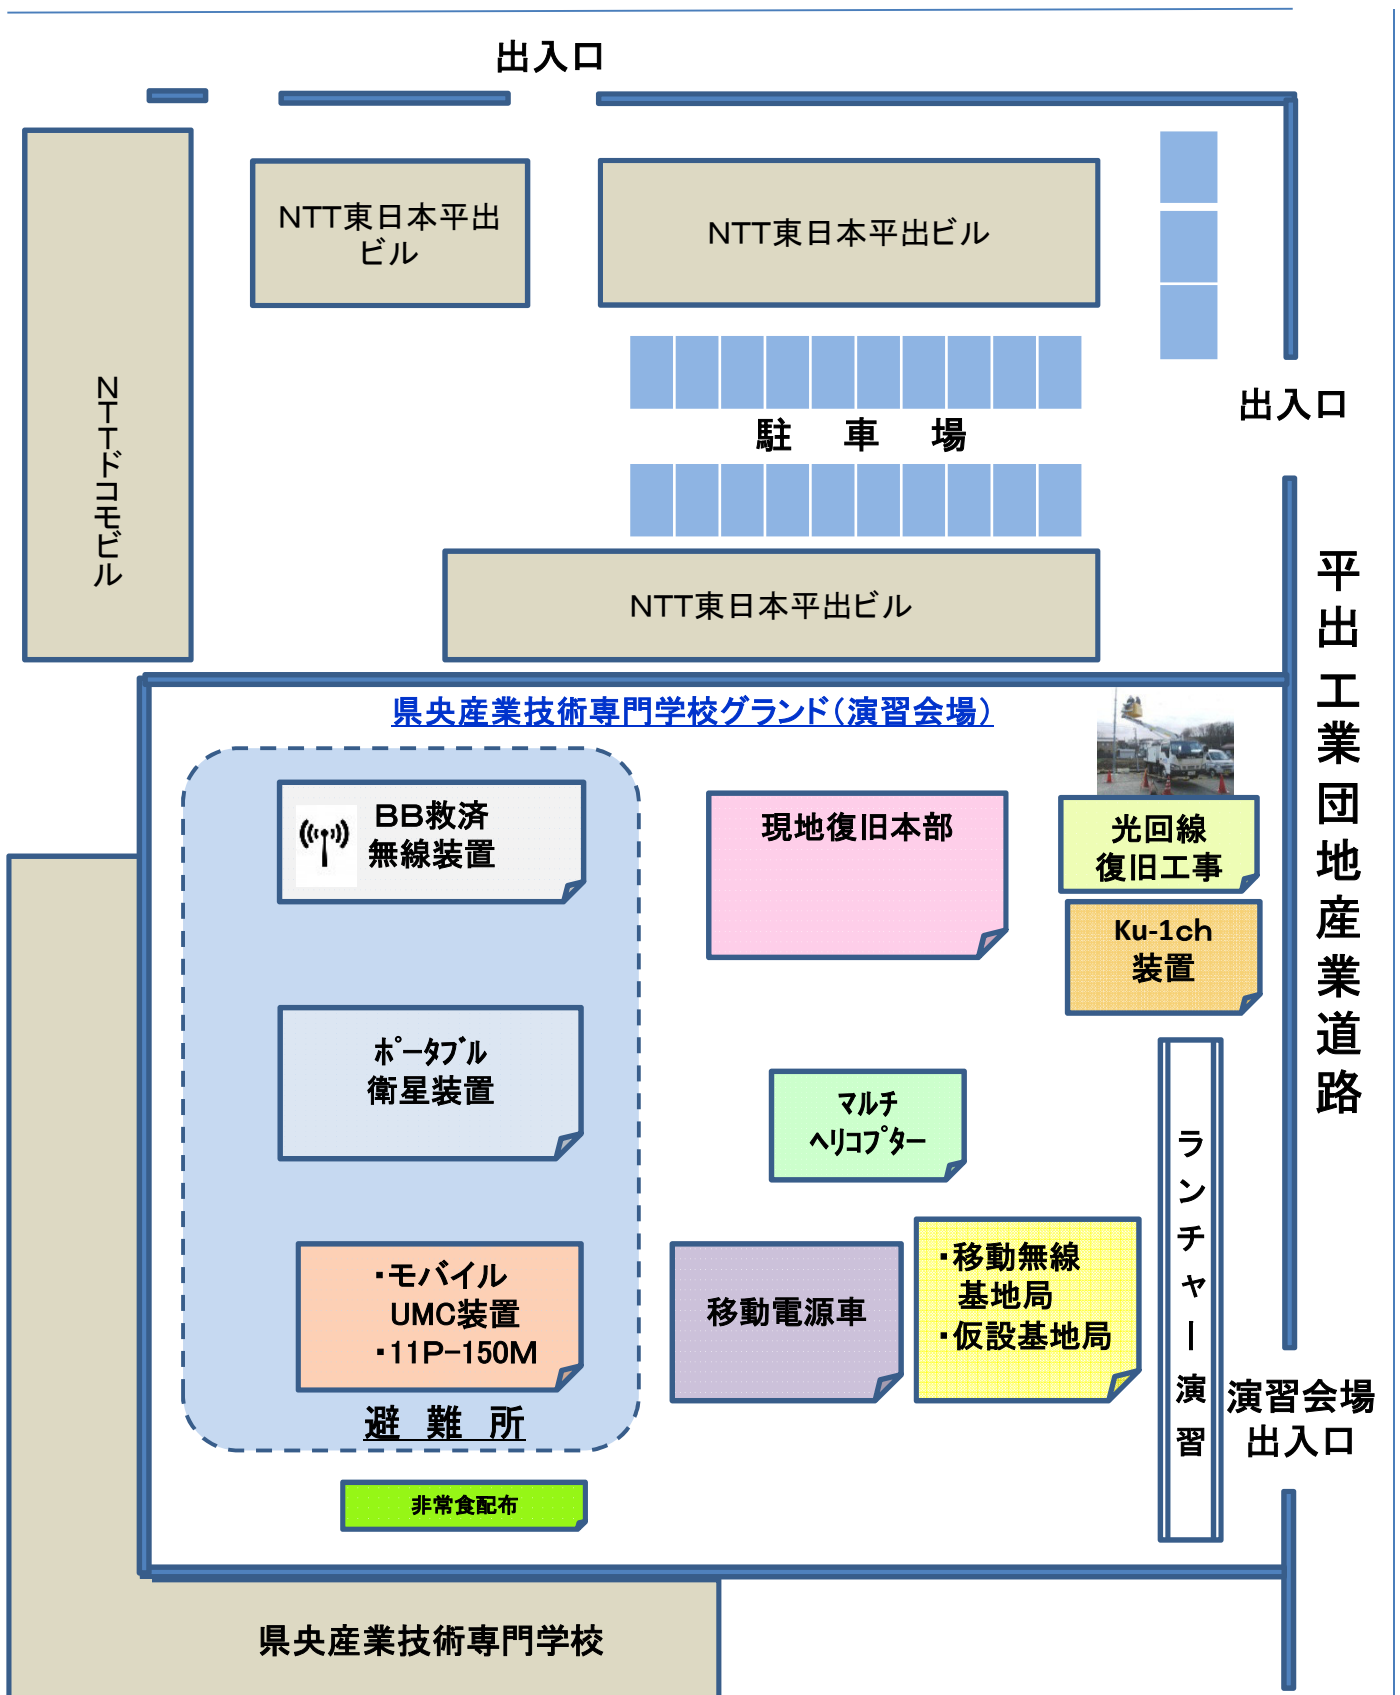 出入口
NTT東日本平出
ビル
NTT東日本平出ビル
NTTドコモビル
出入口
駐　車　場
NTT東日本平出ビル
平出工業団地産業道路
県央産業技術専門学校グランド（演習会場）
BB救済
無線装置
現地復旧本部
光回線
復旧工事
Ku-1ch
装置
ﾎﾟｰﾀﾌﾞﾙ
衛星装置
ﾏﾙﾁ
ﾍﾘｺﾌﾟﾀｰ
ランチャー演習
・モバイル
UMC装置
・11P-150M
移動電源車
・移動無線
基地局
・仮設基地局
避　難　所
演習会場
出入口
非常食配布
県央産業技術専門学校